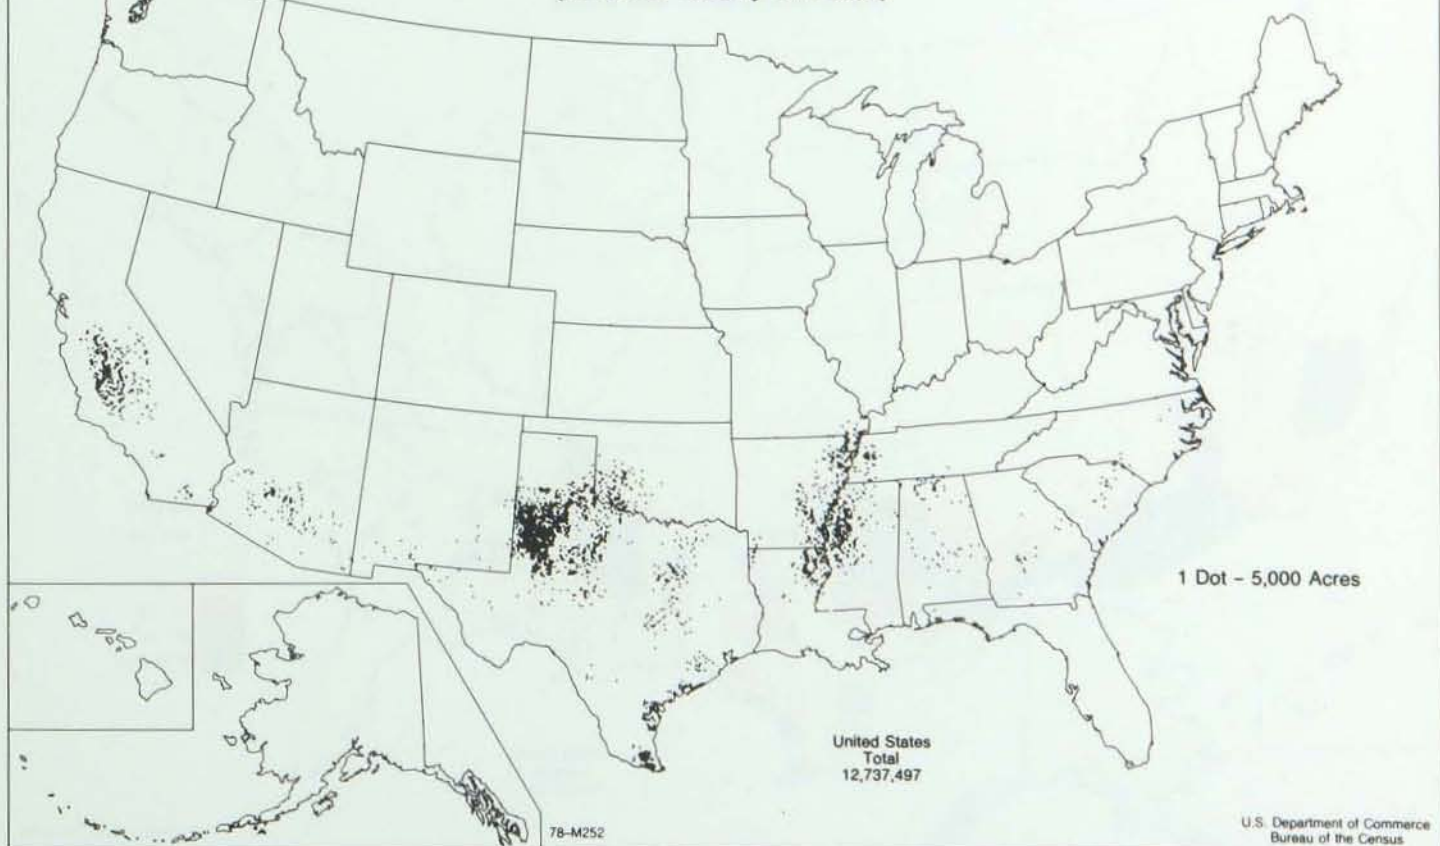 1 Dot – 5,000 Acres
United States
Total
12,737,497
78-M252
U.S. Department of Commerce
Bureau of the Census